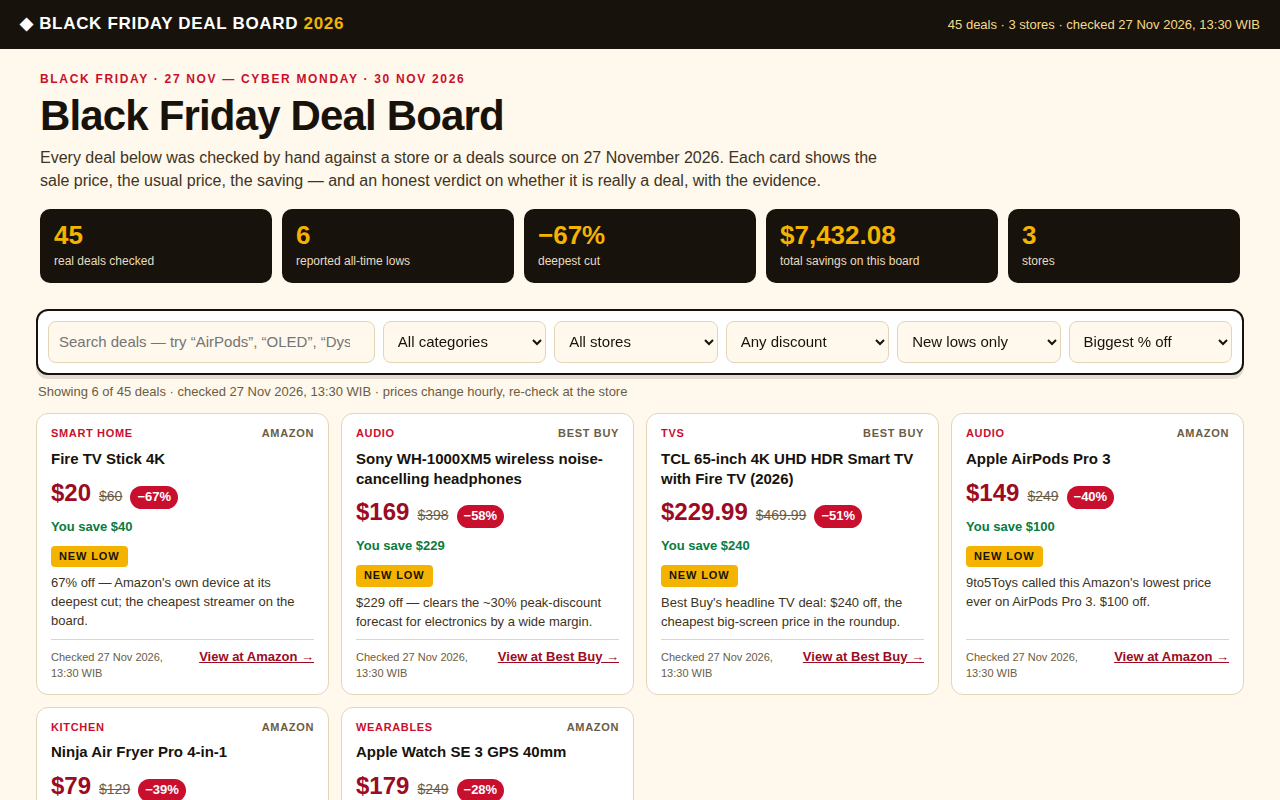 ◆ BLACK FRIDAY DEAL BOARD 2026
45 deals · 3 stores · checked 27 Nov 2026, 13:30 WIB
BLACK FRIDAY · 27 NOV — CYBER MONDAY · 30 NOV 2026
Black Friday Deal Board
Every deal below was checked by hand against a store or a deals source on 27 November 2026. Each card shows the
sale price, the usual price, the saving — and an honest verdict on whether it is really a deal, with the evidence.
45
real deals checked
6
reported all-time lows
−67%
deepest cut
$7,432.08
total savings on this board
3
stores
Search deals — try “AirPods”, “OLED”, “Dys
All categories
All stores
Any discount
New lows only
Biggest % off
Showing 6 of 45 deals · checked 27 Nov 2026, 13:30 WIB · prices change hourly, re-check at the store
SMART HOME AMAZON
Fire TV Stick 4K
$20 $60 −67%
You save $40
NEW LOW
67% off — Amazon's own device at its
deepest cut; the cheapest streamer on the
board.
Checked 27 Nov 2026,
13:30 WIB
View at Amazon →
AUDIO BEST BUY
Sony WH-1000XM5 wireless noise-
cancelling headphones
$169 $398 −58%
You save $229
NEW LOW
$229 off — clears the ~30% peak-discount
forecast for electronics by a wide margin.
Checked 27 Nov 2026,
13:30 WIB
View at Best Buy →
TVS BEST BUY
TCL 65-inch 4K UHD HDR Smart TV
with Fire TV (2026)
$229.99 $469.99 −51%
You save $240
NEW LOW
Best Buy's headline TV deal: $240 off, the
cheapest big-screen price in the roundup.
Checked 27 Nov 2026,
13:30 WIB
View at Best Buy →
AUDIO AMAZON
Apple AirPods Pro 3
$149 $249 −40%
You save $100
NEW LOW
9to5Toys called this Amazon's lowest price
ever on AirPods Pro 3. $100 off.
Checked 27 Nov 2026,
13:30 WIB
View at Amazon →
KITCHEN AMAZON
Ninja Air Fryer Pro 4-in-1
$79 $129 −39%
WEARABLES AMAZON
Apple Watch SE 3 GPS 40mm
$179 $249 −28%